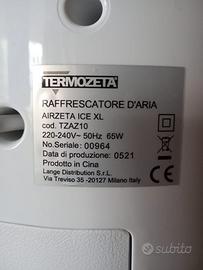 TERMOZETA
RAFFRESCATORE D'ARIA
AIRZETA ICE XL
cod. TZAZ10
220-240V~ 50Hz 65W
No.Seriale: 00964
Data di produzione: 0521
Prodotto in Cina
Lange Distribution S.r.L.
Via Treviso 35 -20127 Milano Italy
subito